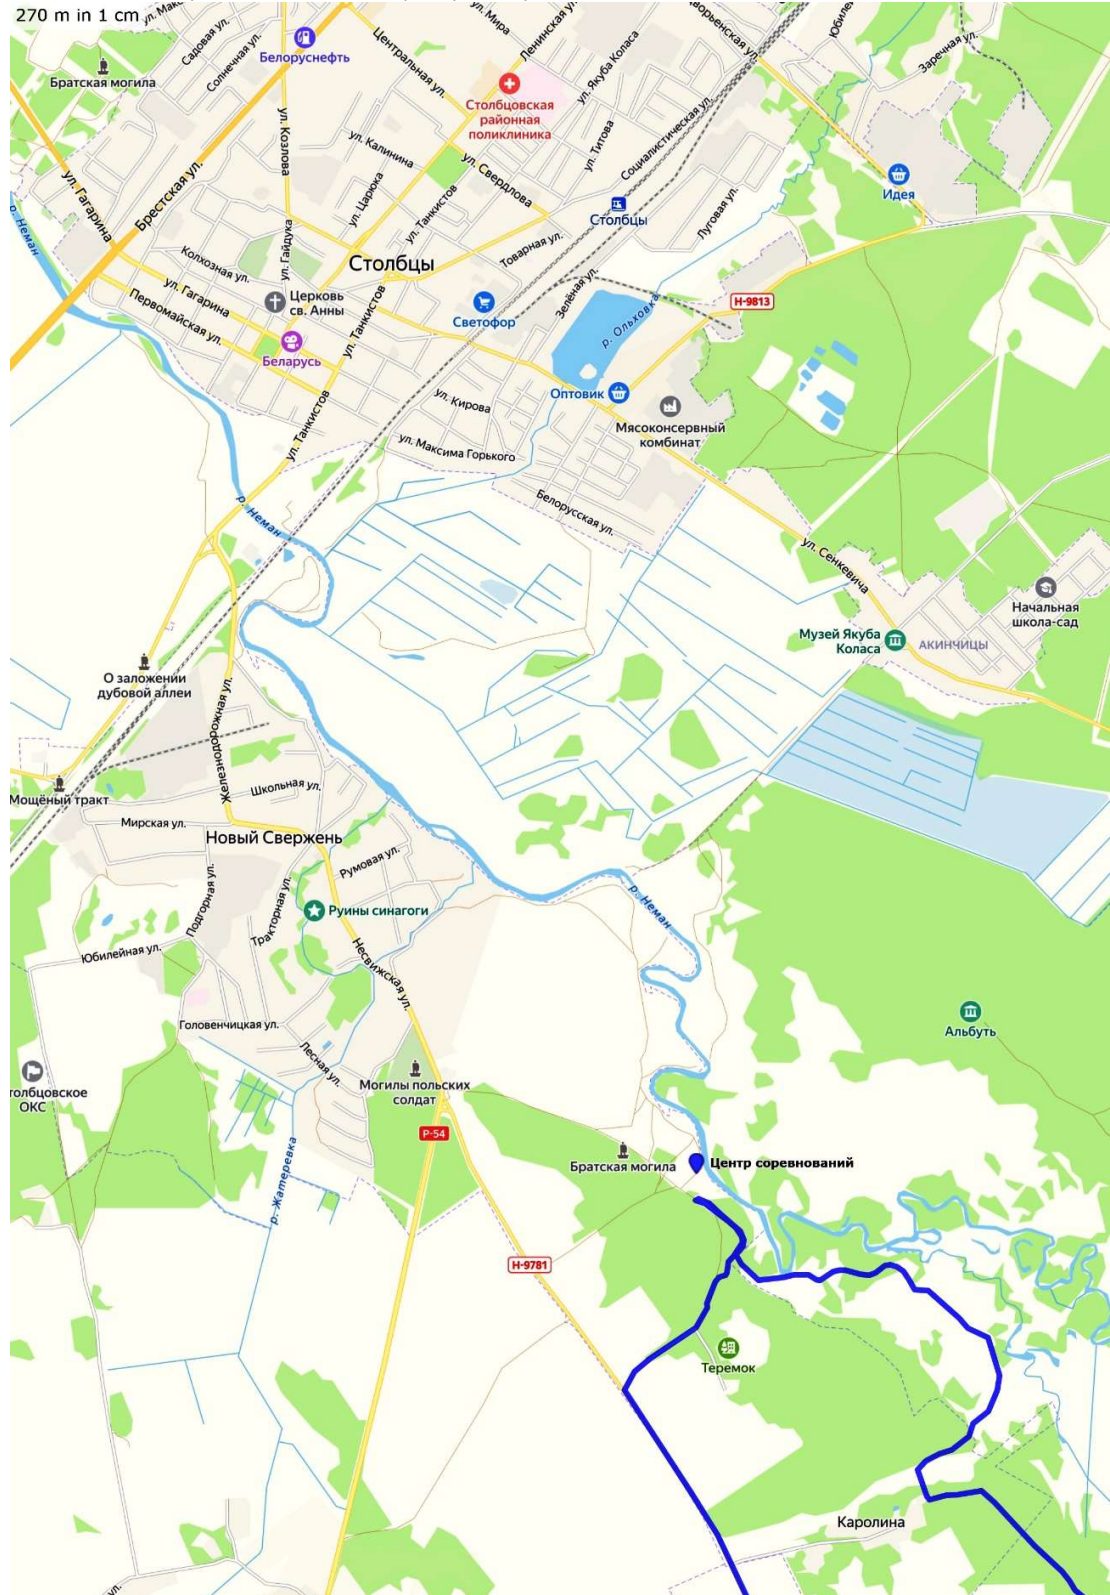 270 m in 1 cm
Садовая ул.
Солнечная ул.
Белоруснефть
Братская могила
ул. Мира
Центральная ул.
Ленинская ул.
ул. Якуба Коласа
Заречная ул.
Столбцовская
районная
поликлиника
ул. Козлова
ул. Калинина
ул. Титова
Социалистическая ул.
ул. Гагарина
Брестская ул.
ул. Царюка
ул. Свердлова
ул. Танкистов
Идея
Столбцы
Луговая ул.
р. Неман
ул. Гайдука
Колхозная ул.
Товарная ул.
Столбцы
Зелёная ул.
ул. Гагарина
Первомайская ул.
Церковь
св. Анны
ул. Танкистов
Светофор
р. Ольховка
Н-9813
Беларусь
ул. Кирова
Оптовик
Мясоконсервный
комбинат
ул. Танкистов
ул. Максима Горького
Белорусская ул.
р. Неман
ул. Сенкевича
Начальная
школа-сад
Музей Якуба
Коласа
АКИНЧИЦЫ
О заложении
дубовой аллеи
Железнодорожная ул.
Мощёный тракт
Школьная ул.
Мирская ул.
Новый Свержень
Румовая ул.
Подгорная ул.
Тракторная ул.
Руины синагоги
р. Неман
Юбилейная ул.
Несвижская ул.
Головенчицкая ул.
Лесная ул.
Альбуть
Могилы польских
солдат
толбцовское
ОКС
Р-54
р. Жатеревка
Братская могила
Центр соревнований
Н-9781
Теремок
Каролина